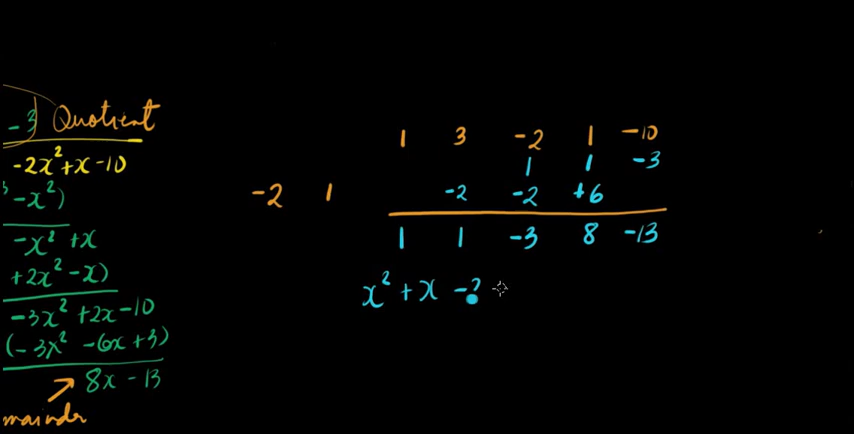 -3) Quotient
-2x²+x-10
-x²)
-x²+x
+2x²-x)
-3x²+2x-10
(-3x²-6x+3)
8x-13
mainder
1 3 -2 1 -10
1 1 -3
-2 1 -2 -2 +6
1 1 -3 8 -13
x²+x-